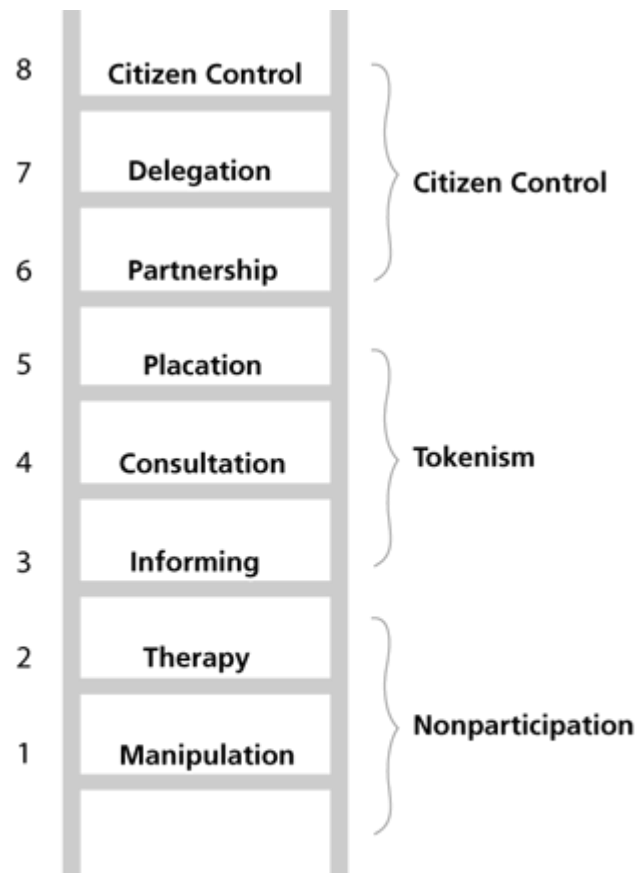 8 Citizen Control
7 Delegation
Citizen Control
6 Partnership
5 Placation
4 Consultation
Tokenism
3 Informing
2 Therapy
Nonparticipation
1 Manipulation